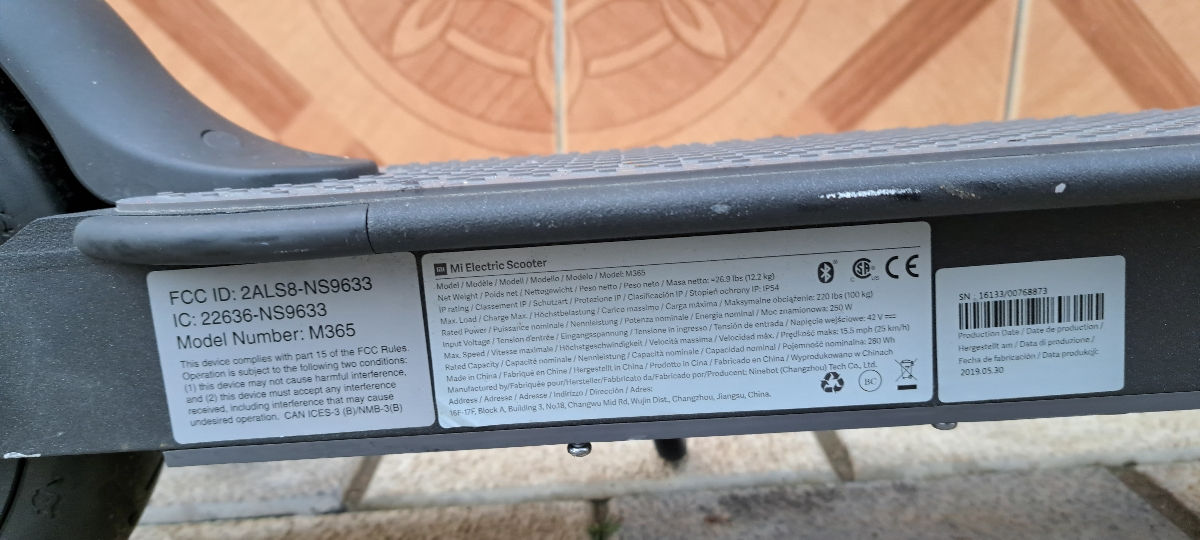 FCC ID: 2ALS8-NS9633
IC: 22636-NS9633
Model Number: M365
This device complies with part 15 of the FCC Rules.
Operation is subject to the following two conditions:
(1) this device may not cause harmful interference,
and (2) this device must accept any interference
received, including interference that may cause
undesired operation. CAN ICES-3 (B)/NMB-3(B)
MI Mi Electric Scooter
Model / Modèle / Modell / Modello / Modelo / Model: M365
Net Weight / Poids net / Nettogewicht / Peso netto / Peso neto / Masa netto: ≈26.9 lbs (12.2 kg)
IP rating / Classement IP / Schutzart / Protezione IP / Clasificación IP / Stopień ochrony IP: IP54
Max. Load / Charge Max. / Höchstbelastung / Carico massimo / Carga máxima / Maksymalne obciążenie: 220 lbs (100 kg)
Rated Power / Puissance nominale / Nennleistung / Potenza nominale / Energía nominal / Moc znamionowa: 250 W
Input Voltage / Tension d'entrée / Eingangsspannung / Tensione in ingresso / Tensión de entrada / Napięcie wejściowe: 42 V
Max. Speed / Vitesse maximale / Höchstgeschwindigkeit / Velocità massima / Velocidad máx. / Prędkość maks: 15.5 mph (25 km/h)
Rated Capacity / Capacité nominale / Nennleistung / Capacità nominale / Capacidad nominal / Pojemność nominalna: 280 Wh
Made in China / Fabriqué en Chine / Hergestellt in China / Prodotto in Cina / Fabricado en China / Wyprodukowano w Chinach
Manufactured by/Fabriquée pour/Hersteller/Fabbricato da/Fabricado por/Producent: Ninebot (Changzhou) Tech Co., Ltd.
Address / Adresse / Adresse / Indirizzo / Dirección / Adres:
16F-17F, Block A, Building 3, No.18, Changwu Mid Rd, Wujin Dist., Changzhou, Jiangsu, China.
BC
SN : 16133/00768873
Production Date / Date de production /
Hergestellt am / Data di produzione /
Fecha de fabricación / Data produkcji:
2019.05.30